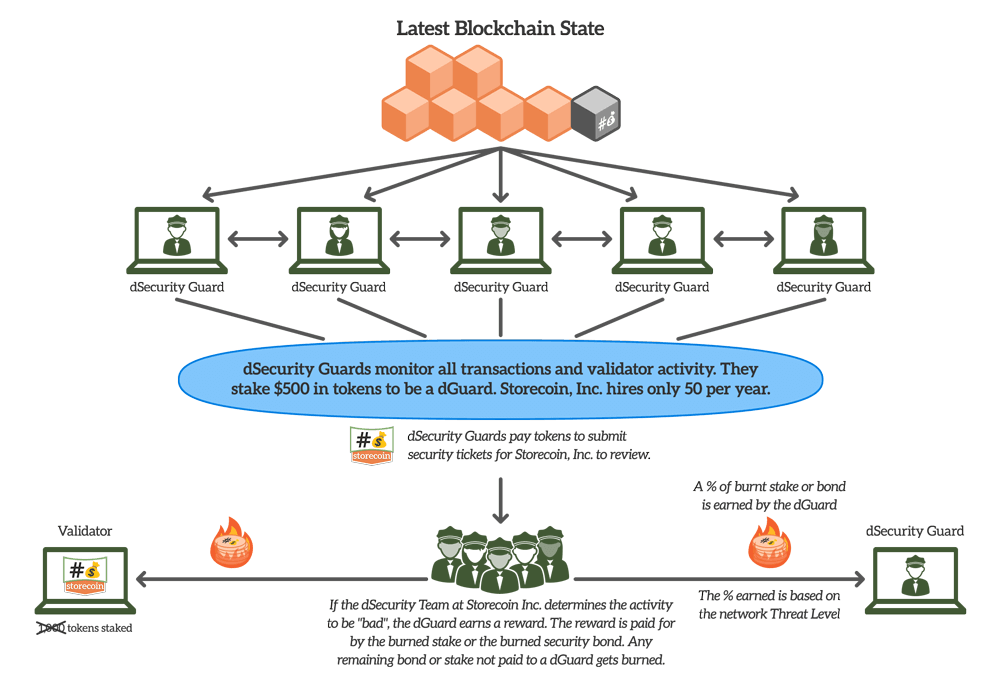 Latest Blockchain State
#
dSecurity Guard
dSecurity Guard
dSecurity Guard
dSecurity Guard
dSecurity Guard
dSecurity Guards monitor all transactions and validator activity. They
stake $500 in tokens to be a dGuard. Storecoin, Inc. hires only 50 per year.
#
storecoin
dSecurity Guards pay tokens to submit
security tickets for Storecoin, Inc. to review.
A % of burnt stake or bond
is earned by the dGuard
Validator
dSecurity Guard
#
storecoin
The % earned is based on
the network Threat Level
If the dSecurity Team at Storecoin Inc. determines the activity
to be "bad", the dGuard earns a reward. The reward is paid for
by the burned stake or the burned security bond. Any
remaining bond or stake not paid to a dGuard gets burned.
tokens staked